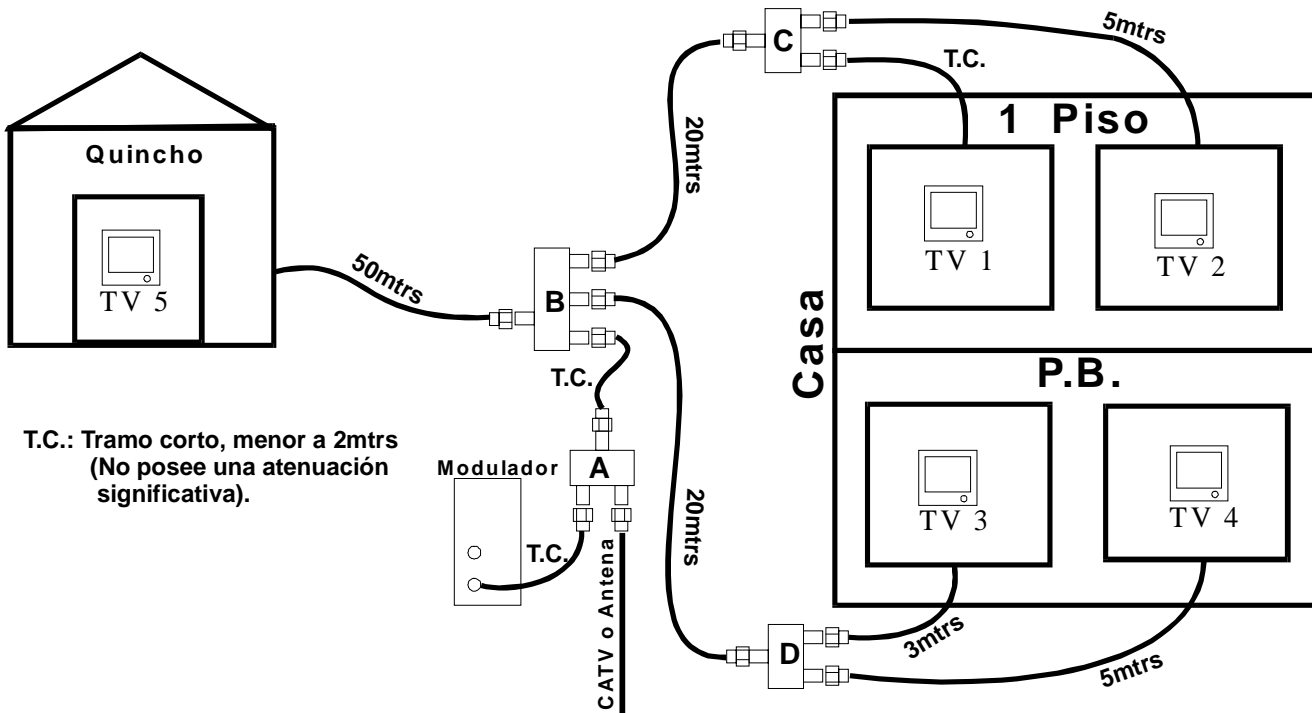 C
5mtrs
T.C.
1 Piso
Quincho
20mtrs
TV 1
TV 2
50mtrs
TV 5
B
Casa
T.C.
P.B.
T.C.: Tramo corto, menor a 2mtrs
(No posee una atenuación
significativa).
Modulador
A
20mtrs
TV 3
TV 4
T.C.
CATV o Antena
D
3mtrs
5mtrs